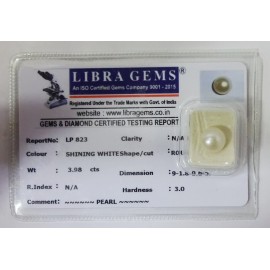 LIBRA GEMS®
An ISO Certified Gems Company 9001 - 2015
Registered Under the Trade Mark with Govt. of India
website : www.libragems.co.in
GEMS & DIAMOND CERTIFIED TESTING REPORT
ReportNo: LP 823 Clarity : N/A
Colour : SHINING WHITE Shape/cut :
Wt : 3.98 cts Dimension :
R.Index : N/A Hardness : 3.0
Comment ~~~~~~ PEARL ~~~~~~